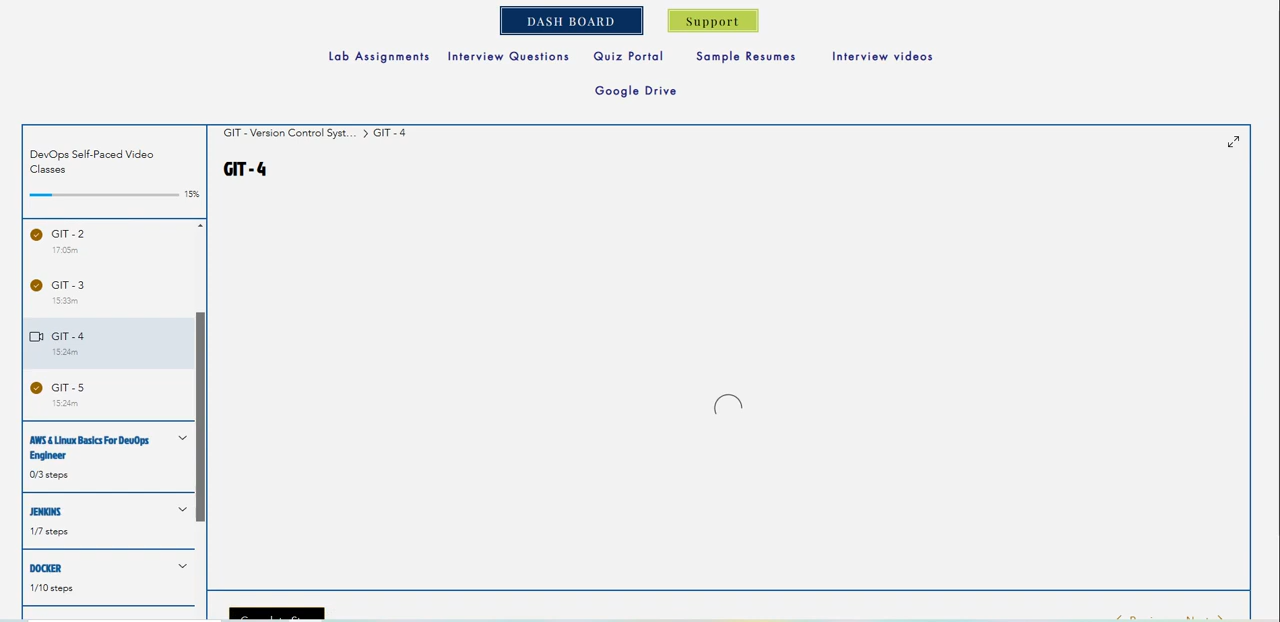 DASH BOARD
Support
Lab Assignments
Interview Questions
Quiz Portal
Sample Resumes
Interview videos
Google Drive
DevOps Self-Paced Video
Classes
15%
GIT - 2
17:05m
GIT - 3
15:33m
GIT - 4
15:24m
GIT - 5
15:24m
AWS & Linux Basics For DevOps
Engineer
0/3 steps
JENKINS
1/7 steps
DOCKER
1/10 steps
GIT - Version Control Syst... > GIT - 4
GIT - 4